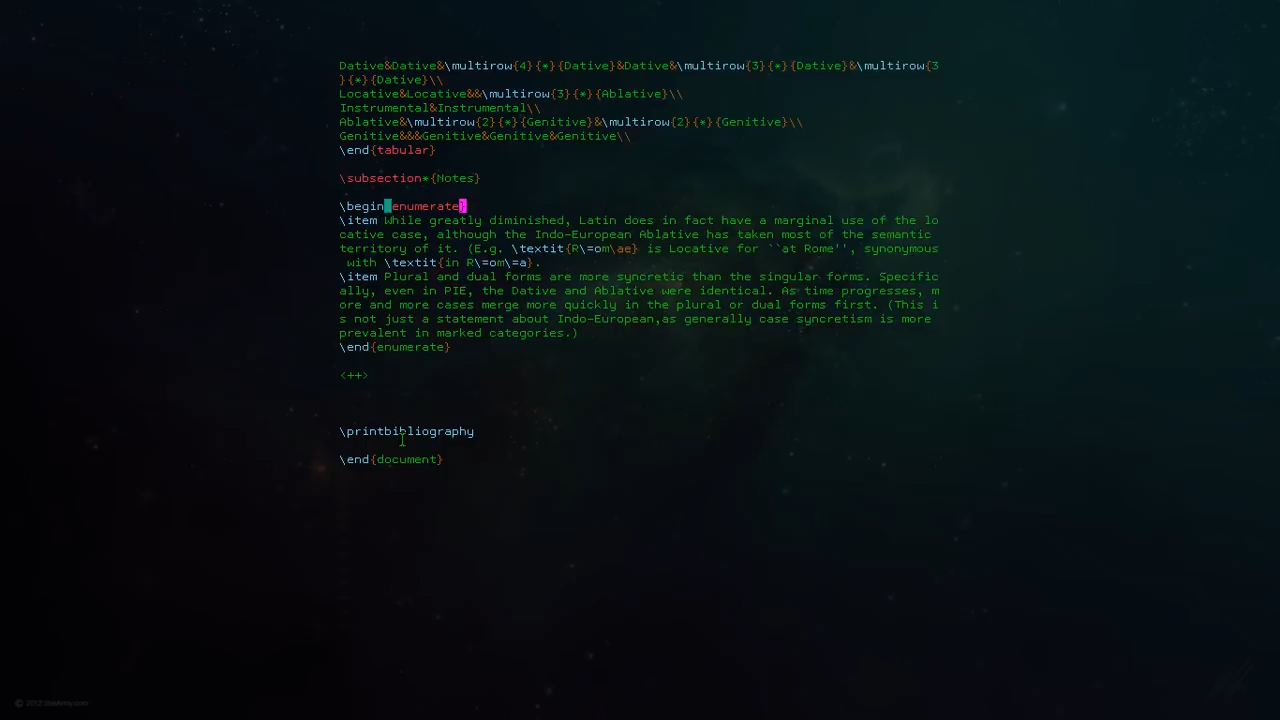 Dative&Dative&\multirow{4}{*}{Dative}&Dative&\multirow{3}{*}{Dative}&\multirow{3
}{*}{Dative}\\
Locative&Locative&&\multirow{3}{*}{Ablative}\\
Instrumental&Instrumental\\
Ablative&\multirow{2}{*}{Genitive}&\multirow{2}{*}{Genitive}\\
Genitive&&&Genitive&Genitive&Genitive\\
\end{tabular}
\subsection*{Notes}
\begin{enumerate}
\item While greatly diminished, Latin does in fact have a marginal use of the lo
cative case, although the Indo-European Ablative has taken most of the semantic
territory of it. (E.g. \textit{R\=om\ae} is Locative for ``at Rome'', synonymous
with \textit{in R\=om\=a}.
\item Plural and dual forms are more syncretic than the singular forms. Specific
ally, even in PIE, the Dative and Ablative were identical. As time progresses, m
ore and more cases merge more quickly in the plural or dual forms first. (This i
s not just a statement about Indo-European,as generally case syncretism is more
prevalent in marked categories.)
\end{enumerate}
<++>
\printbibliography
\end{document}